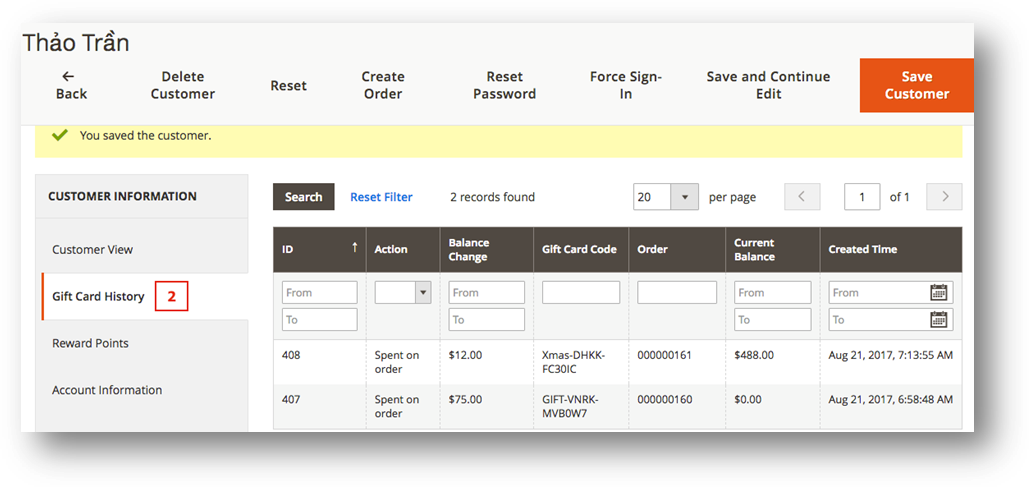 Thảo Trần
← Back
Delete Customer
Reset
Create Order
Reset Password
Force Sign-In
Save and Continue Edit
Save Customer
You saved the customer.
CUSTOMER INFORMATION
Customer View
Gift Card History 2
Reward Points
Account Information
Search Reset Filter 2 records found 20 per page 1 of 1
ID ↑ Action Balance Change Gift Card Code Order Current Balance Created Time
From From From From
To To To To
408 Spent on order $12.00 Xmas-DHKK-FC30IC 000000161 $488.00 Aug 21, 2017, 7:13:55 AM
407 Spent on order $75.00 GIFT-VNRK-MVB0W7 000000160 $0.00 Aug 21, 2017, 6:58:48 AM